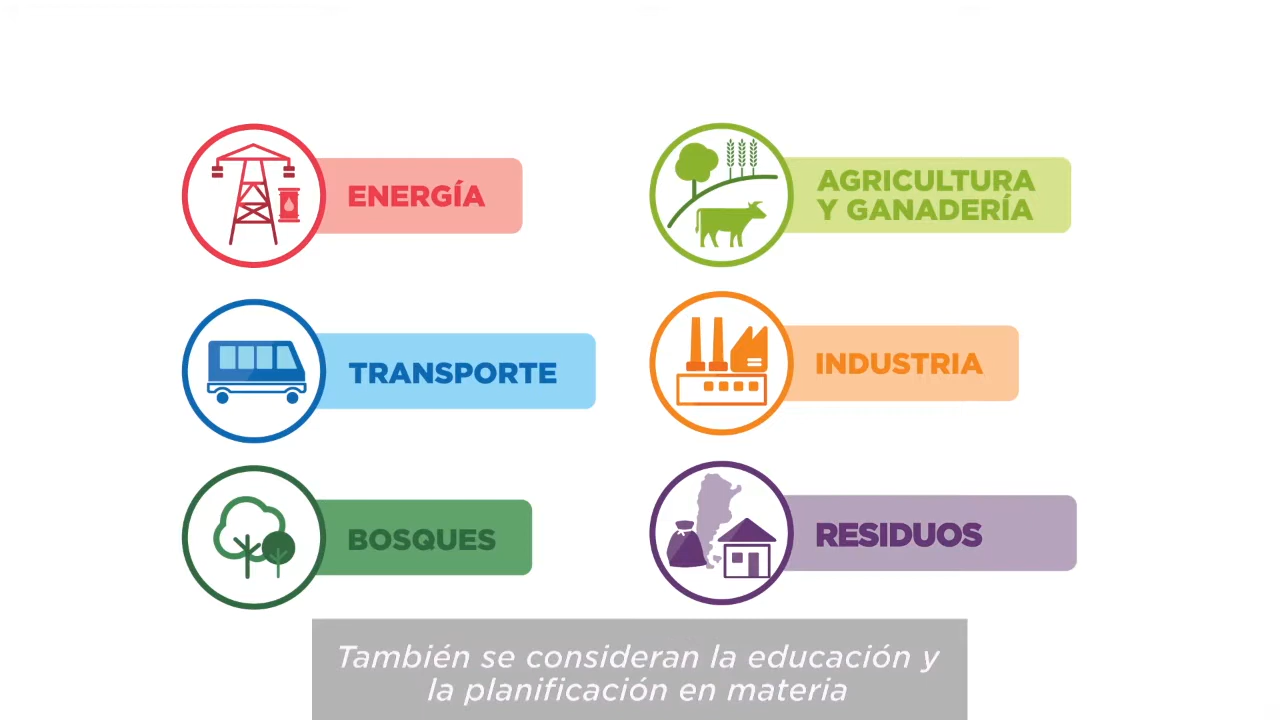 ENERGÍA
AGRICULTURA
Y GANADERÍA
TRANSPORTE
INDUSTRIA
BOSQUES
RESIDUOS
También se consideran la educación y
la planificación en materia